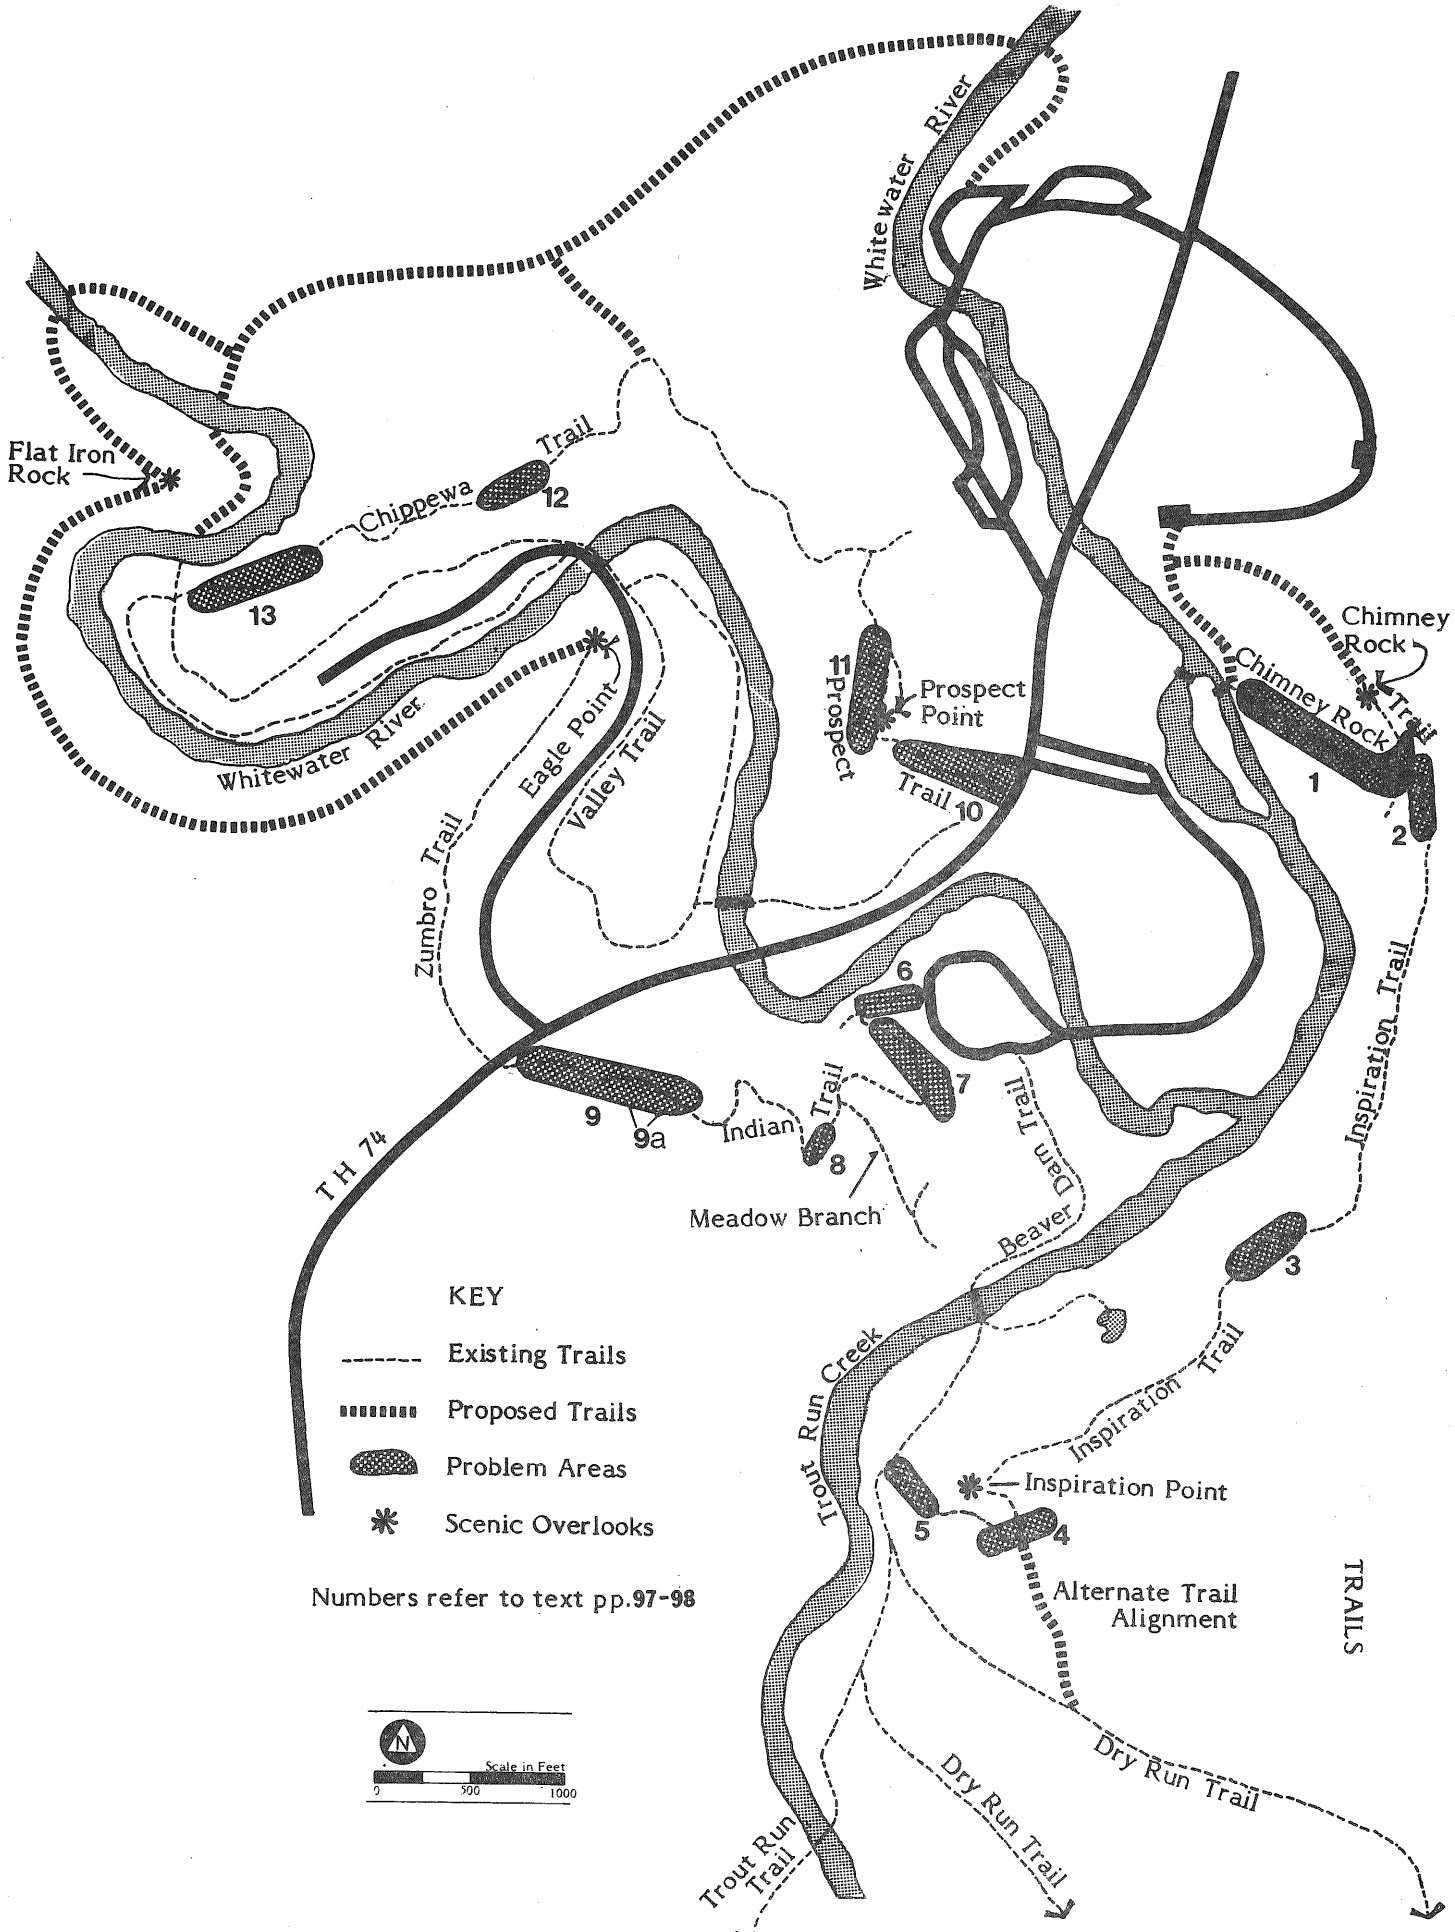 Whitewater River
Flat Iron
Rock
Chippewa Trail
12
13
Whitewater River
Eagle Point
Valley Trail
Zumbro Trail
11
Prospect
Trail
Prospect
Point
10
Chimney
Rock
Chimney Rock Trail
1
2
Inspiration Trail
6
7
9
9a
Indian Trail
8
Meadow Branch
Beaver Dam Trail
TH 74
3
Inspiration Trail
Inspiration Point
Trout Run Creek
5
4
Alternate Trail
Alignment
KEY
Existing Trails
Proposed Trails
Problem Areas
Scenic Overlooks
Numbers refer to text pp.97-98
TRAILS
N
Scale in Feet
0 500 1000
Dry Run Trail
Dry Run Trail
Trout Run
Trail